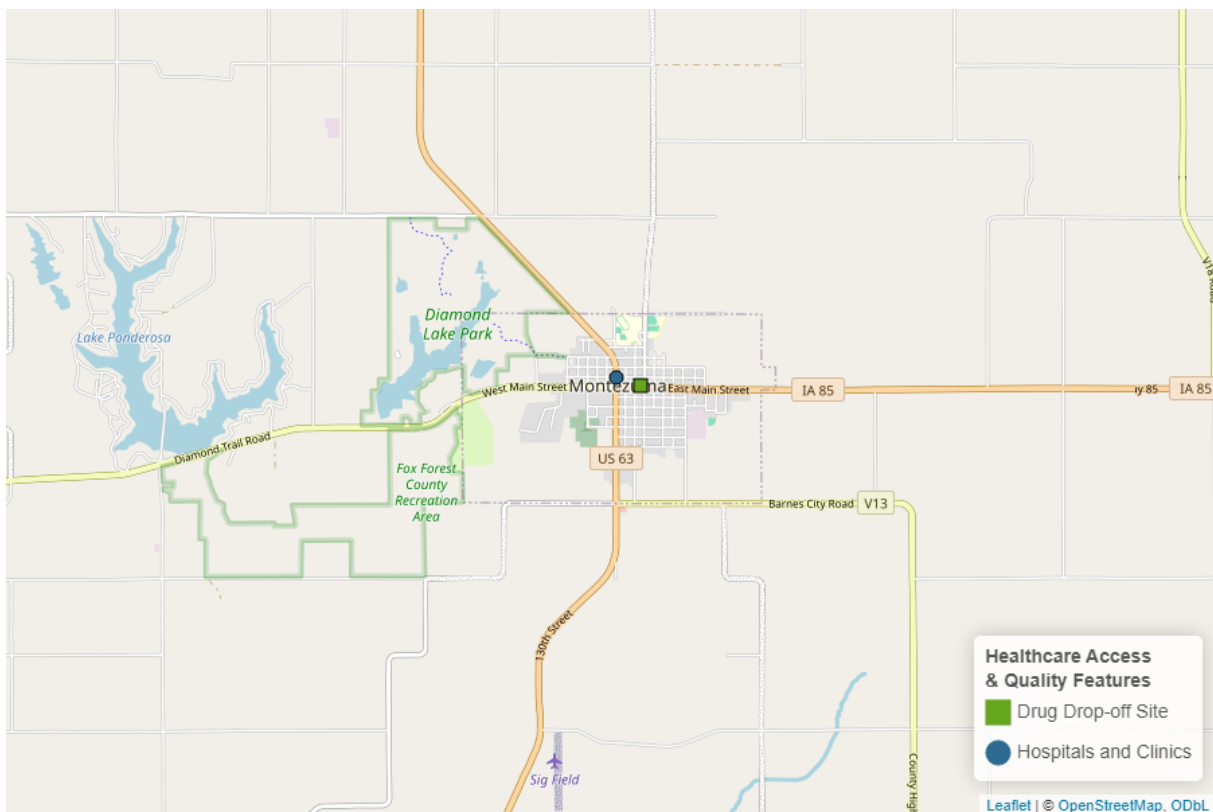 V18 Road
Lake Ponderosa
Diamond
Lake Park
West Main Street
Montezuma
East Main Street
IA 85
IA 85
Diamond Trail Road
US 63
Fox Forest
County
Recreation
Area
Barnes City Road
V13
130th Street
Sig Field
Healthcare Access
& Quality Features
Drug Drop-off Site
Hospitals and Clinics
Leaflet | © OpenStreetMap, ODbL